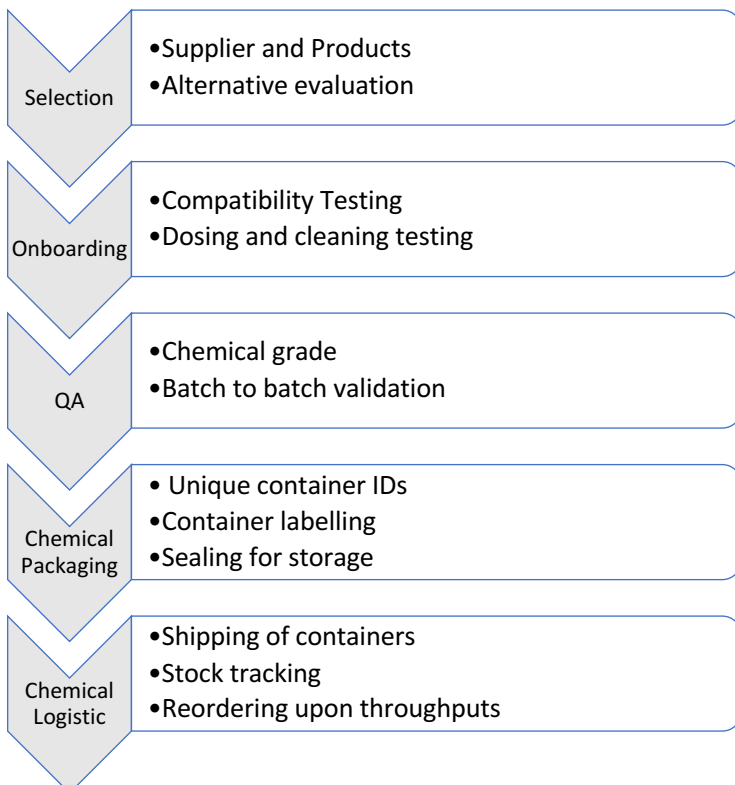 Selection
•Supplier and Products
•Alternative evaluation
Onboarding
•Compatibility Testing
•Dosing and cleaning testing
QA
•Chemical grade
•Batch to batch validation
Chemical
Packaging
• Unique container IDs
•Container labelling
•Sealing for storage
Chemical
Logistic
•Shipping of containers
•Stock tracking
•Reordering upon throughputs